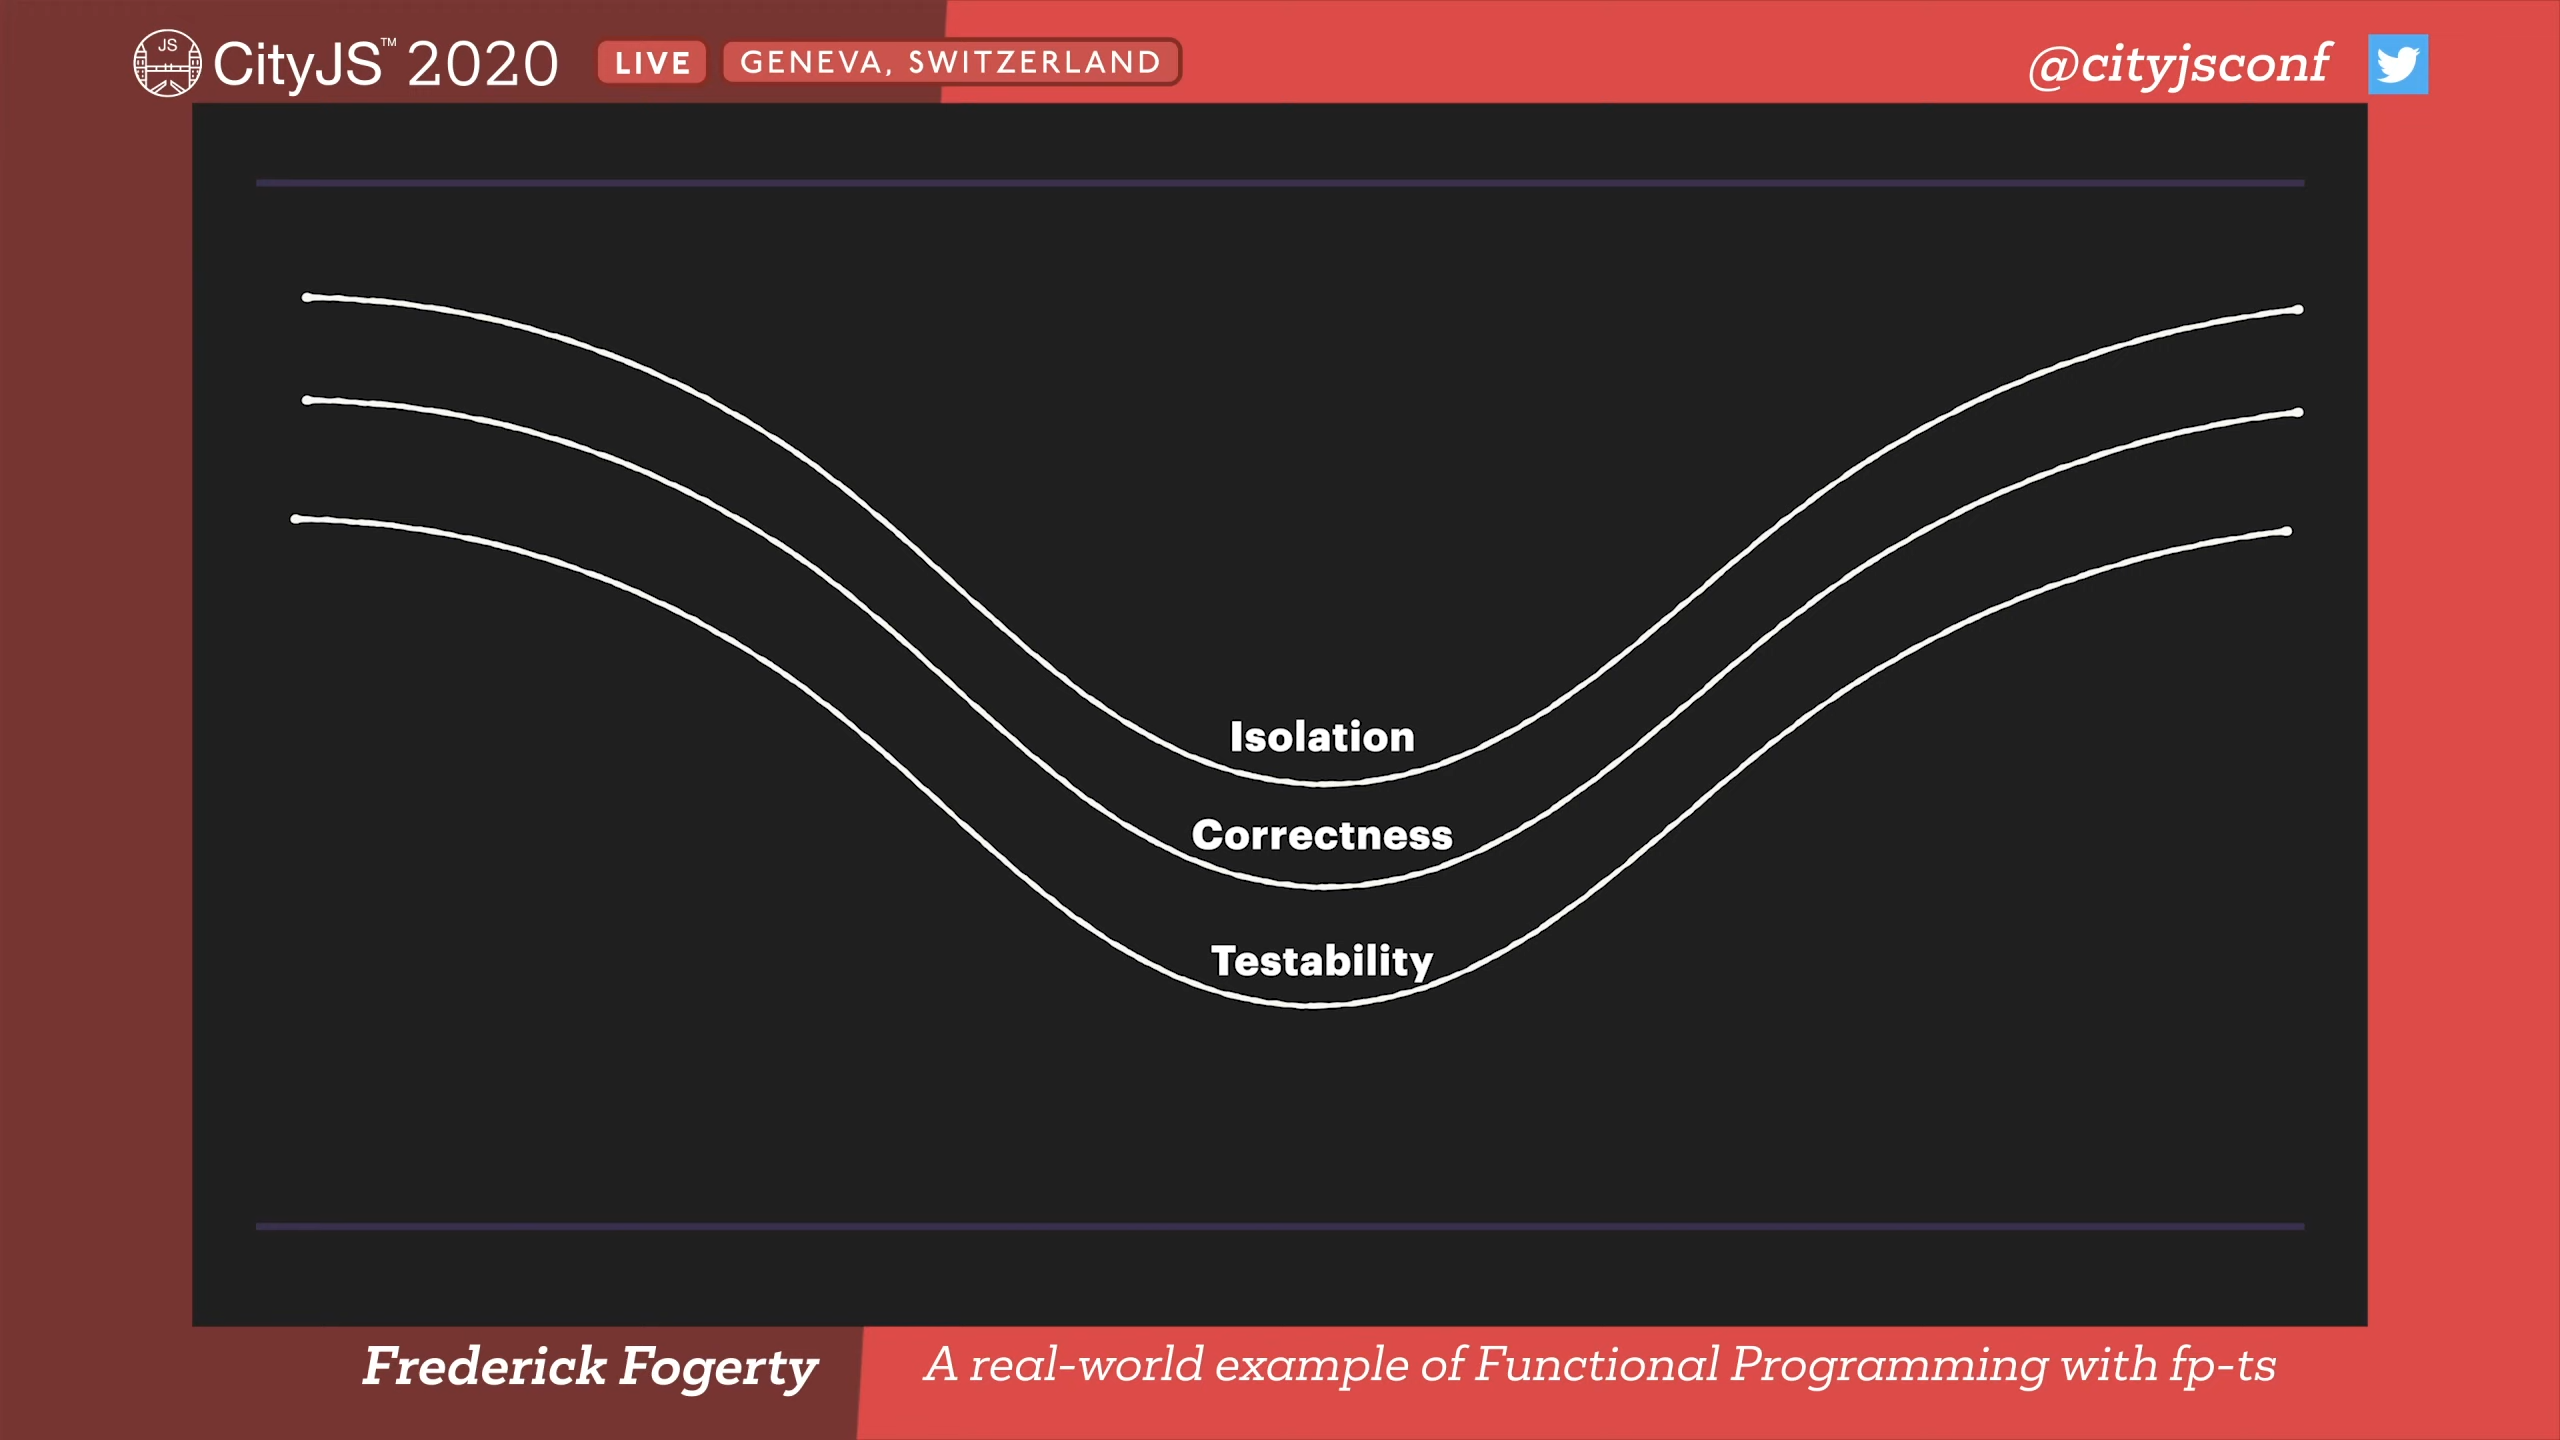 JS
CityJS™ 2020
LIVE
GENEVA, SWITZERLAND
@cityjsconf
Isolation
Correctness
Testability
Frederick Fogerty
A real-world example of Functional Programming with fp-ts